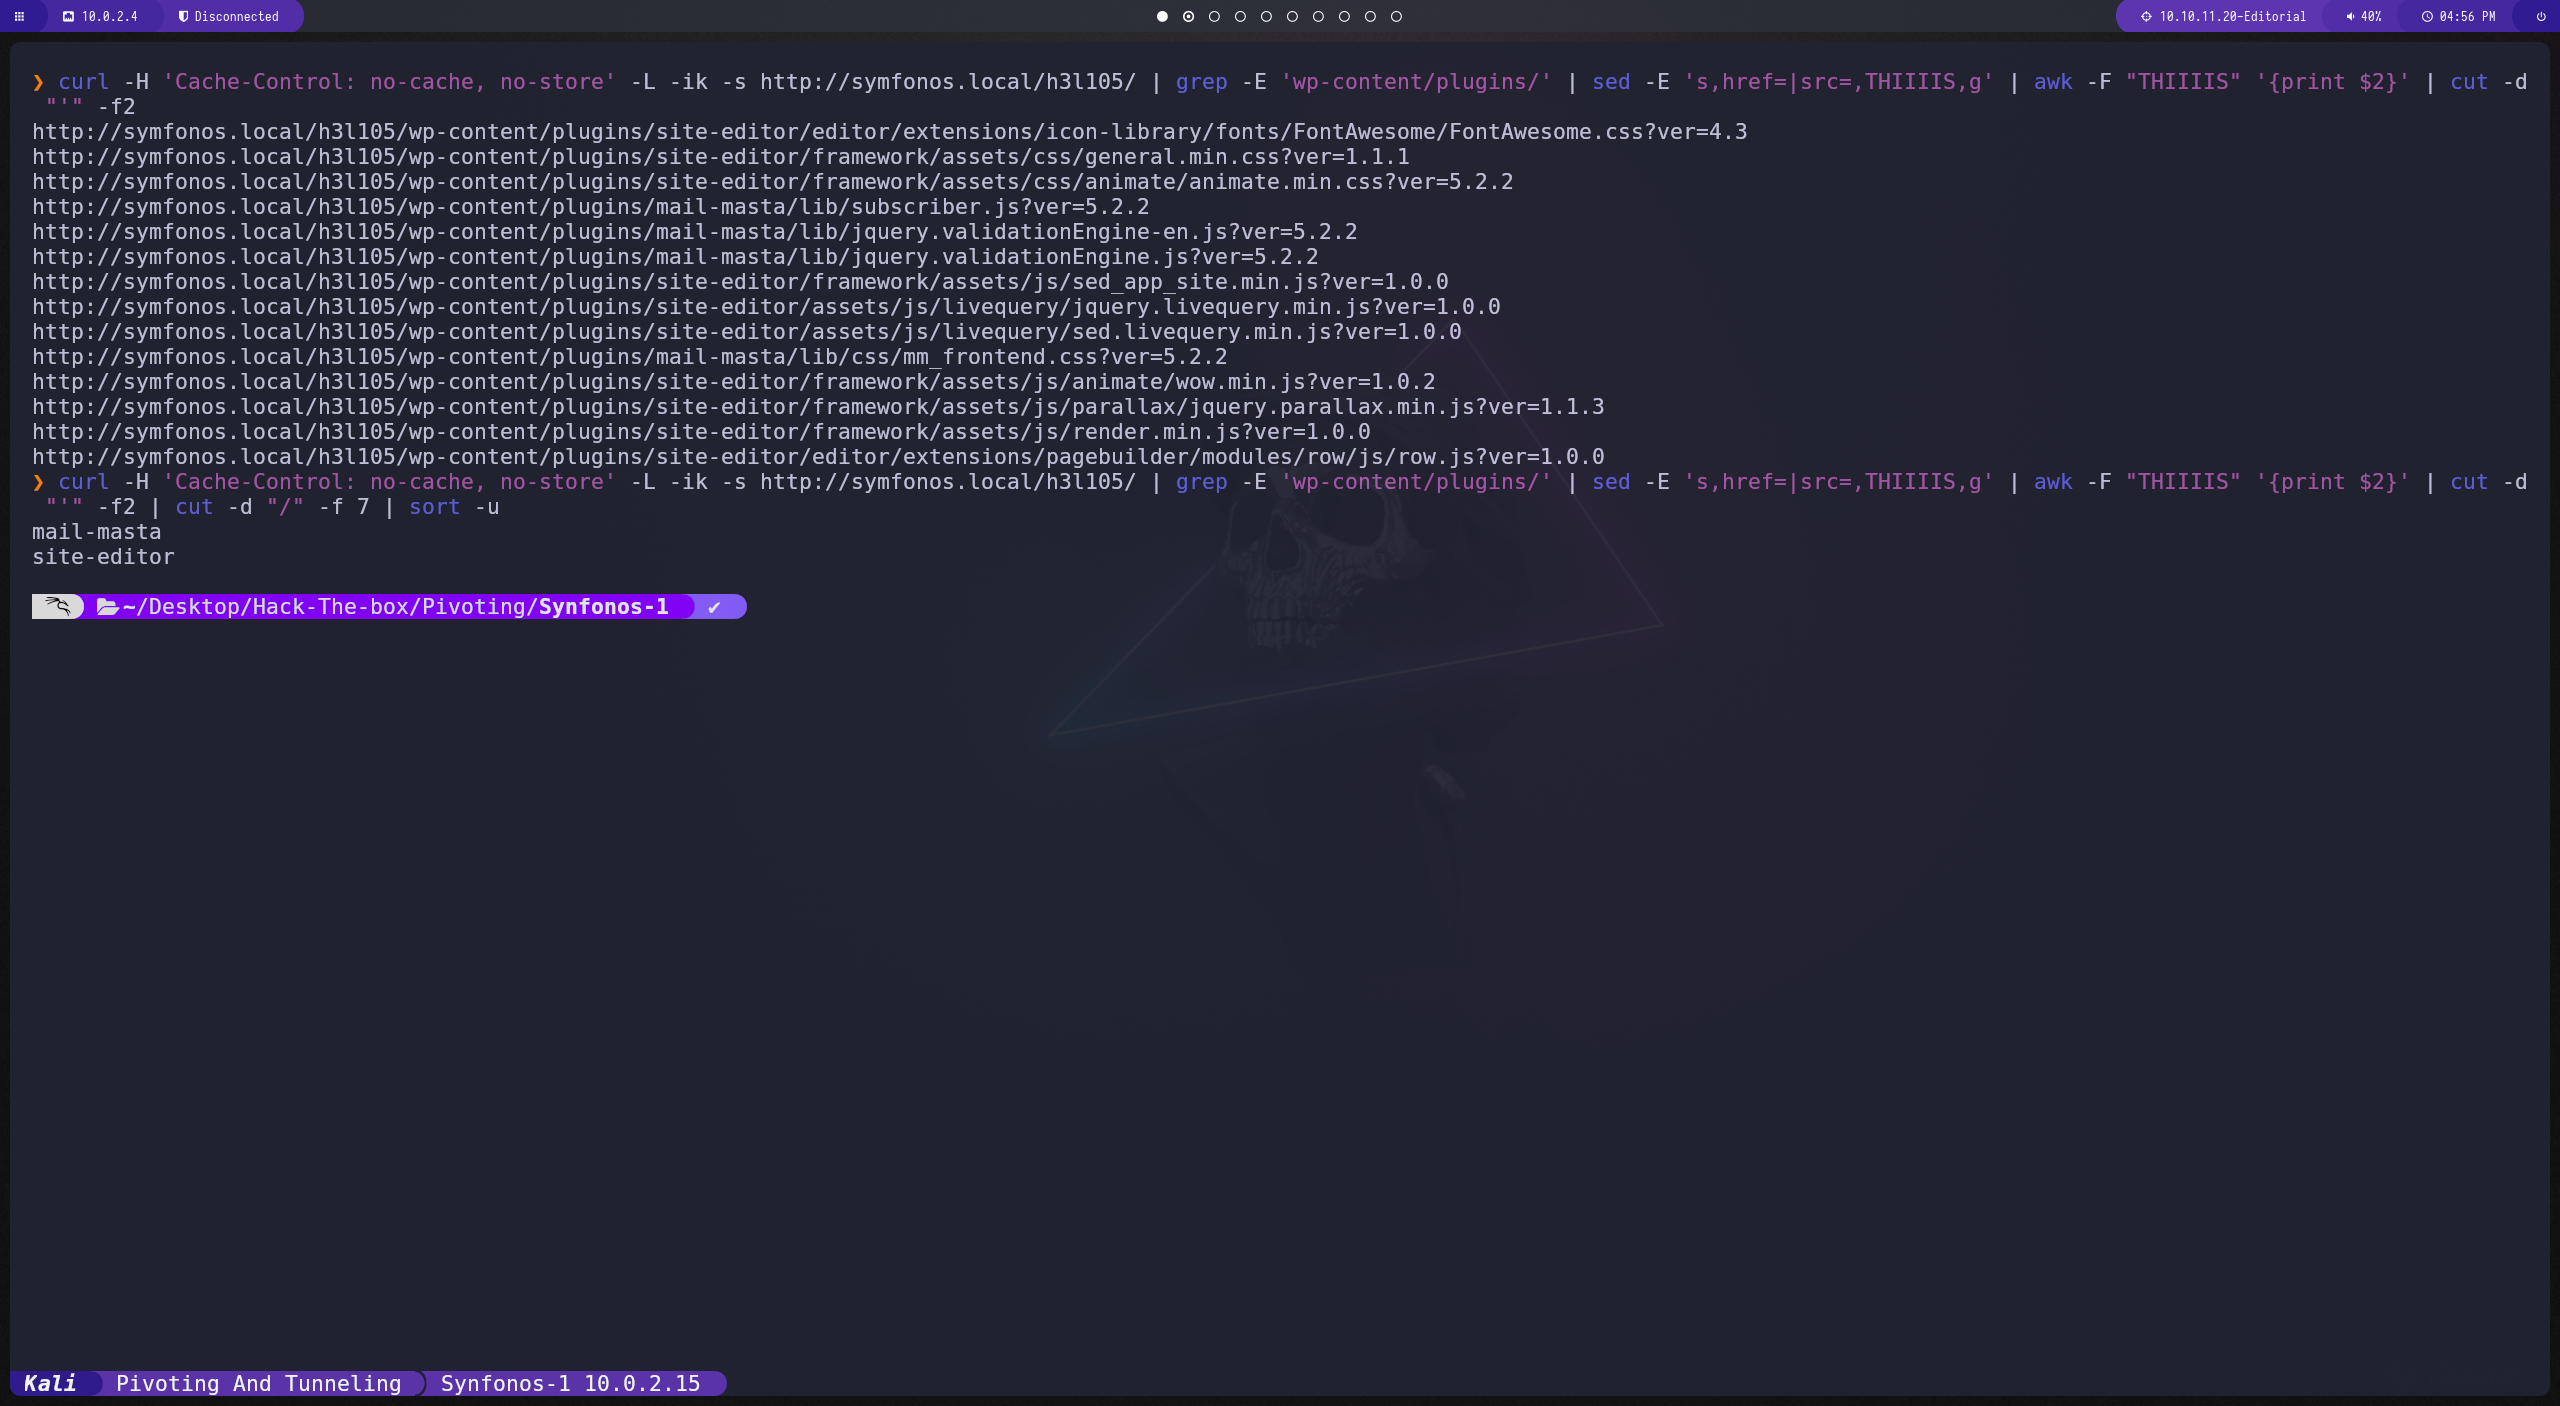 10.0.2.4 Disconnected 10.10.11.20-Editorial 40% 04:56 PM
❯ curl -H 'Cache-Control: no-cache, no-store' -L -ik -s http://symfonos.local/h3l105/ | grep -E 'wp-content/plugins/' | sed -E 's,href=|src=,THIIIIS,g' | awk -F "THIIIIS" '{print $2}' | cut -d
"'" -f2
http://symfonos.local/h3l105/wp-content/plugins/site-editor/editor/extensions/icon-library/fonts/FontAwesome/FontAwesome.css?ver=4.3
http://symfonos.local/h3l105/wp-content/plugins/site-editor/framework/assets/css/general.min.css?ver=1.1.1
http://symfonos.local/h3l105/wp-content/plugins/site-editor/framework/assets/css/animate/animate.min.css?ver=5.2.2
http://symfonos.local/h3l105/wp-content/plugins/mail-masta/lib/subscriber.js?ver=5.2.2
http://symfonos.local/h3l105/wp-content/plugins/mail-masta/lib/jquery.validationEngine-en.js?ver=5.2.2
http://symfonos.local/h3l105/wp-content/plugins/mail-masta/lib/jquery.validationEngine.js?ver=5.2.2
http://symfonos.local/h3l105/wp-content/plugins/site-editor/framework/assets/js/sed_app_site.min.js?ver=1.0.0
http://symfonos.local/h3l105/wp-content/plugins/site-editor/assets/js/livequery/jquery.livequery.min.js?ver=1.0.0
http://symfonos.local/h3l105/wp-content/plugins/site-editor/assets/js/livequery/sed.livequery.min.js?ver=1.0.0
http://symfonos.local/h3l105/wp-content/plugins/mail-masta/lib/css/mm_frontend.css?ver=5.2.2
http://symfonos.local/h3l105/wp-content/plugins/site-editor/framework/assets/js/animate/wow.min.js?ver=1.0.2
http://symfonos.local/h3l105/wp-content/plugins/site-editor/framework/assets/js/parallax/jquery.parallax.min.js?ver=1.1.3
http://symfonos.local/h3l105/wp-content/plugins/site-editor/framework/assets/js/render.min.js?ver=1.0.0
http://symfonos.local/h3l105/wp-content/plugins/site-editor/editor/extensions/pagebuilder/modules/row/js/row.js?ver=1.0.0
❯ curl -H 'Cache-Control: no-cache, no-store' -L -ik -s http://symfonos.local/h3l105/ | grep -E 'wp-content/plugins/' | sed -E 's,href=|src=,THIIIIS,g' | awk -F "THIIIIS" '{print $2}' | cut -d
"'" -f2 | cut -d "/" -f 7 | sort -u
mail-masta
site-editor
~/Desktop/Hack-The-box/Pivoting/Synfonos-1 ✔
Kali Pivoting And Tunneling Synfonos-1 10.0.2.15